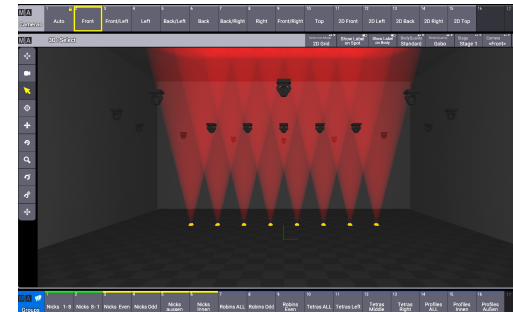 Cameras
Auto
Front
Front/Left
Left
Back/Left
Back
Back/Right
Right
Front/Right
Top
2D Front
2D Left
2D Back
2D Right
2D Top
MA
3D : Select
2D Grid
Show Label
on Spot
Show Label
on Body
Standard
Gobo
Stage
Stage 1
Camera
<Front>
MA
Groups
Nicks 1-8
Nicks 8-1
Nicks Even
Nicks Odd
Nicks
aussen
Nicks
Innen
Robins ALL
Robins Odd
Robins
Even
Tetras ALL
Tetras Left
Tetras
Middle
Tetras
Right
Profiles
ALL
Profiles
Innen
Profiles
Außen